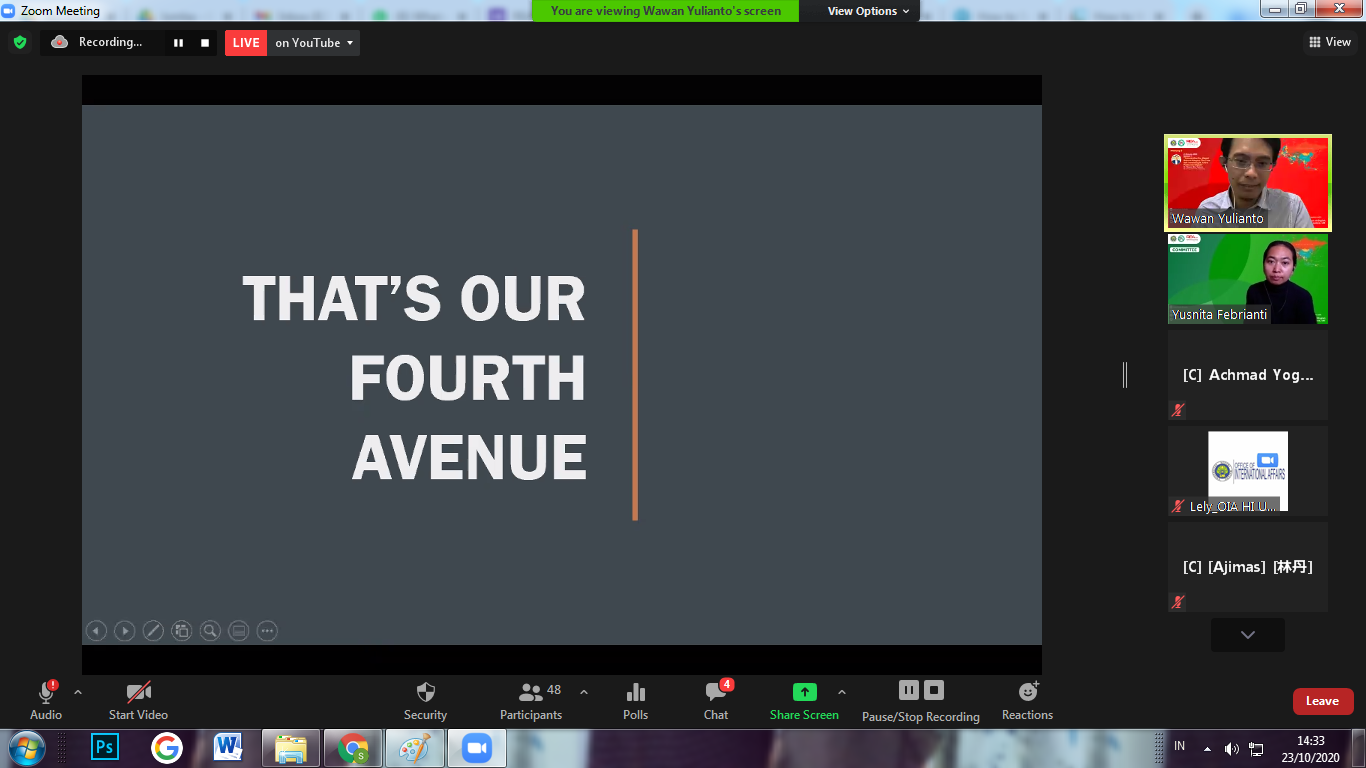 Zoom Meeting
You are viewing Wawan Yulianto's screen
View Options
Recording...
LIVE
on YouTube
View
THAT'S OUR
FOURTH
AVENUE
Wawan Yulianto
COMMITTEE
Yusnita Febrianti
[C] Achmad Yog...
OFFICE OF
INTERNATIONAL AFFAIRS
Lely_OIA HI U...
[C] [Ajimas] [林丹]
Audio
Start Video
Security
Participants
48
Polls
Chat
4
Share Screen
Pause/Stop Recording
Reactions
Leave
Ps
IN
14:33
23/10/2020